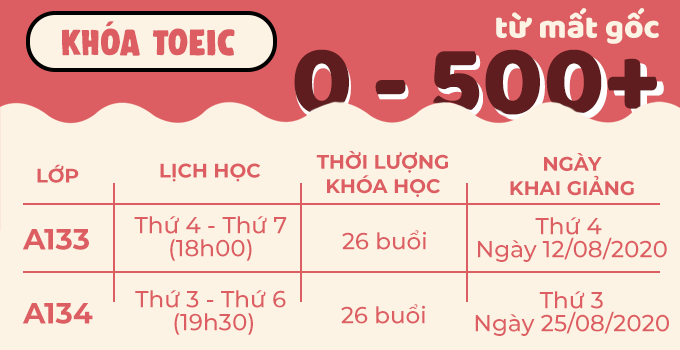 KHÓA TOEIC
từ mất gốc
0 - 500+
LỚP
LỊCH HỌC
THỜI LƯỢNG
KHÓA HỌC
NGÀY
KHAI GIẢNG
A133
Thứ 4 - Thứ 7
(18h00)
26 buổi
Thứ 4
Ngày 12/08/2020
A134
Thứ 3 - Thứ 6
(19h30)
26 buổi
Thứ 3
Ngày 25/08/2020